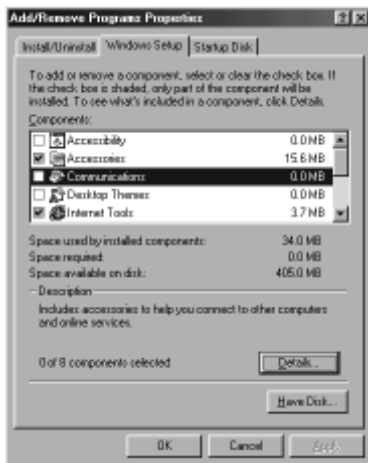 Add/Remove Programs Properties
Install/Uninstall Windows Setup Startup Disk
To add or remove a component, select or clear the check box. If
the check box is shaded, only part of the component will be
installed. To see what's included in a component, click Details.
Components:
Accessibility 0.0 MB
Accessories 15.6 MB
Communications 0.0 MB
Desktop Themes 0.0 MB
Internet Tools 3.7 MB
Space used by installed components: 34.0 MB
Space required: 0.0 MB
Space available on disk: 405.0 MB
Description
Includes accessories to help you connect to other computers
and online services.
0 of 8 components selected Details...
Have Disk...
OK Cancel Apply